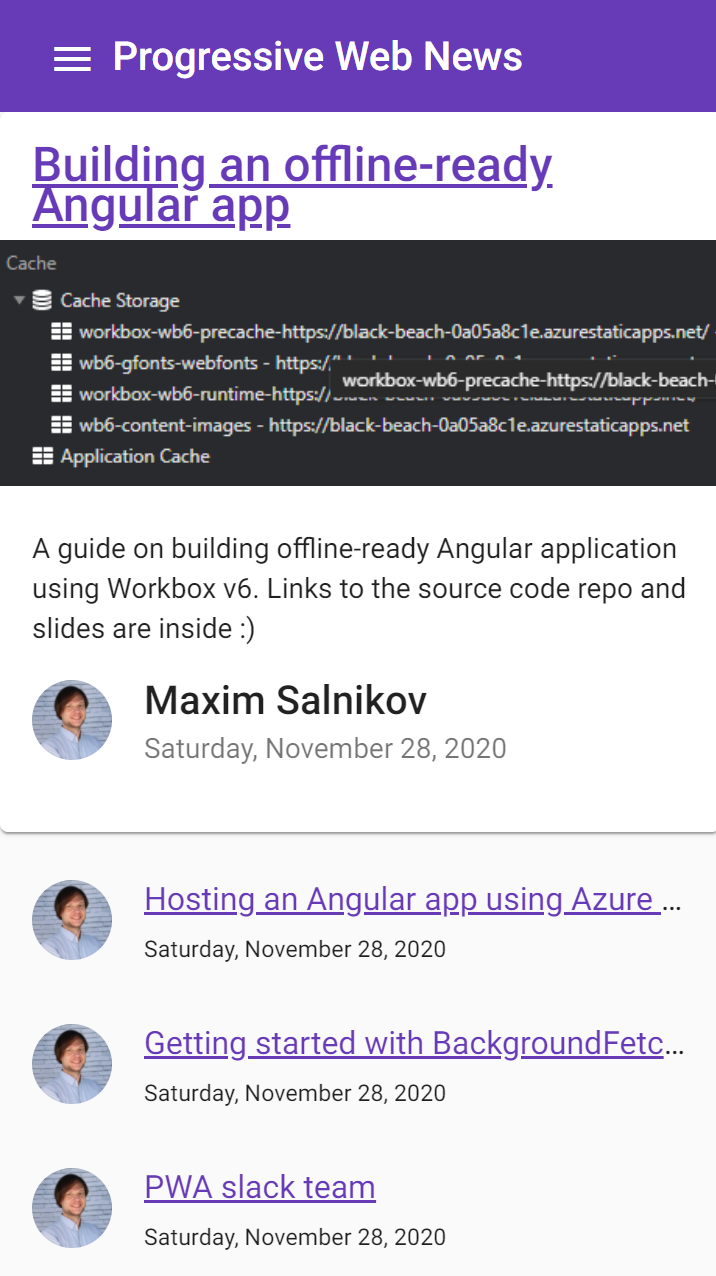 Progressive Web News
Building an offline-ready
Angular app
Cache
Cache Storage
workbox-wb6-precache-https://black-beach-0a05a8c1e.azurestaticapps.net/
wb6-gfonts-webfonts - https:/
workbox-wb6-precache-https://black-beach-
workbox-wb6-runtime-https://
wb6-content-images - https://black-beach-0a05a8c1e.azurestaticapps.net
Application Cache
A guide on building offline-ready Angular application
using Workbox v6. Links to the source code repo and
slides are inside :)
Maxim Salnikov
Saturday, November 28, 2020
Hosting an Angular app using Azure ...
Saturday, November 28, 2020
Getting started with BackgroundFetc...
Saturday, November 28, 2020
PWA slack team
Saturday, November 28, 2020